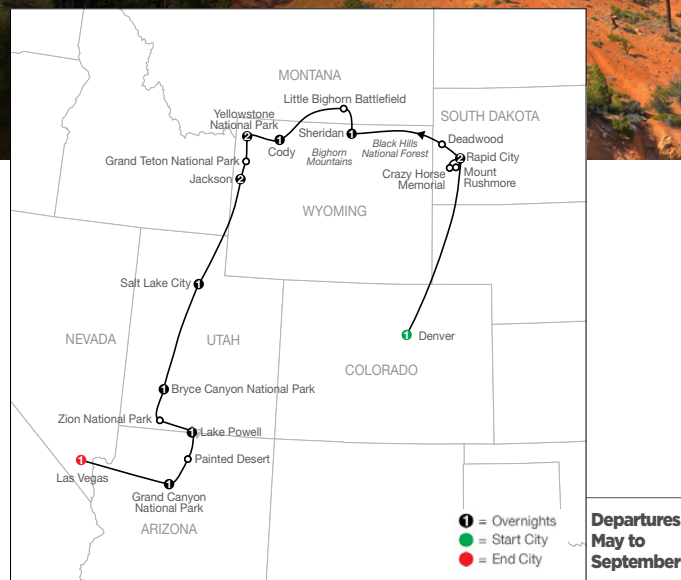 MONTANA
Little Bighorn Battlefield
Yellowstone
National Park
SOUTH DAKOTA
2
1
Cody
Sheridan
1
Bighorn
Mountains
Black Hills
National Forest
Deadwood
2
Rapid City
Grand Teton National Park
Crazy Horse
Memorial
Mount
Rushmore
Jackson
2
WYOMING
Salt Lake City
1
NEVADA
UTAH
1
Denver
COLORADO
1
Bryce Canyon National Park
Zion National Park
1
Lake Powell
Painted Desert
1
Las Vegas
1
Grand Canyon
National Park
ARIZONA
1 = Overnights
= Start City
= End City
Departures
May to
September